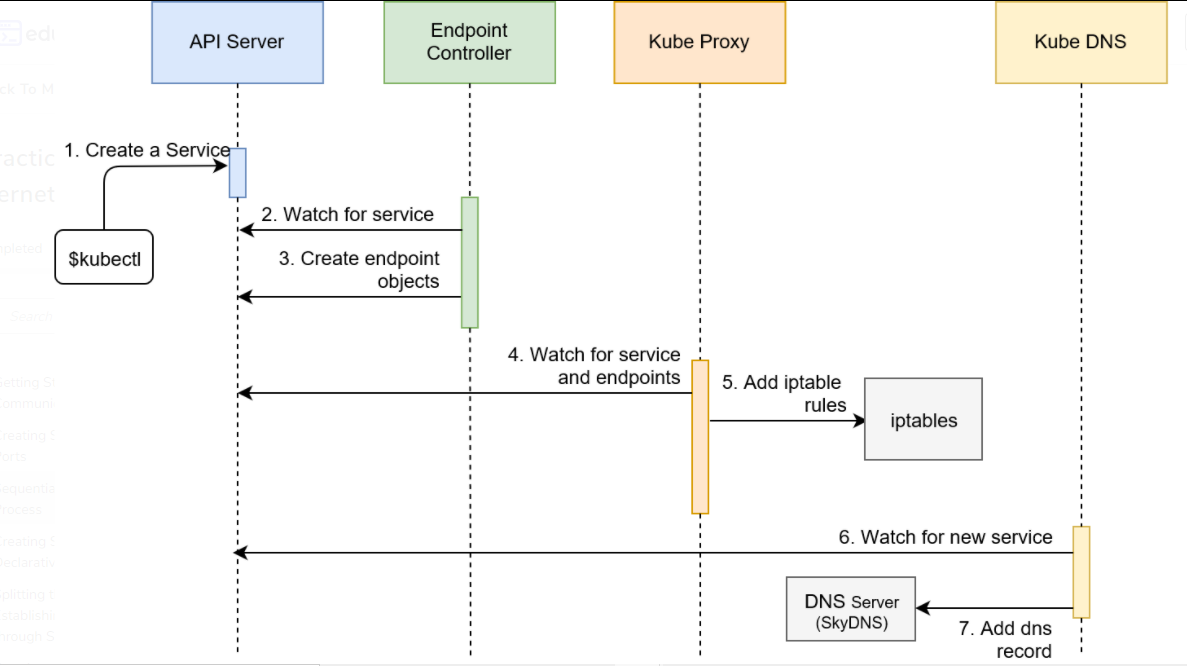 API Server
Endpoint
Controller
Kube Proxy
Kube DNS
1. Create a Service
$kubectl
2. Watch for service
3. Create endpoint
objects
4. Watch for service
and endpoints
5. Add iptable
rules
iptables
6. Watch for new service
DNS Server
(SkyDNS)
7. Add dns
record